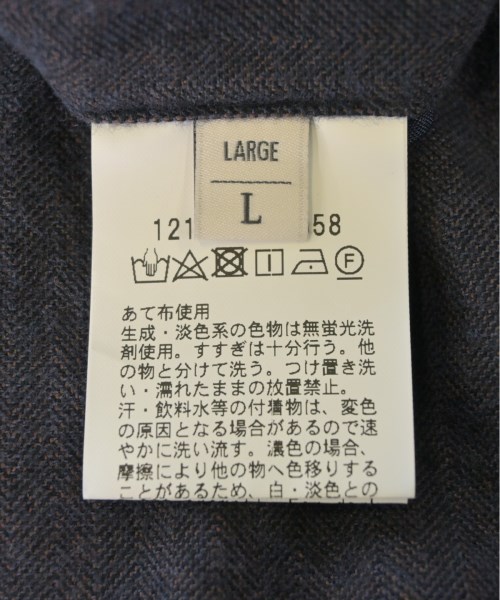 LARGE
L
121 58
F
あて布使用
生成・淡色系の色物は無蛍光洗
剤使用。すすぎは十分行う。他
の物と分けて洗う。つけ置き洗
い・濡れたままの放置禁止。
汗・飲料水等の付着物は、変色
の原因となる場合があるので速
やかに洗い流す。濃色の場合、
摩擦により他の物へ色移りする
ことがあるため、白・淡色との